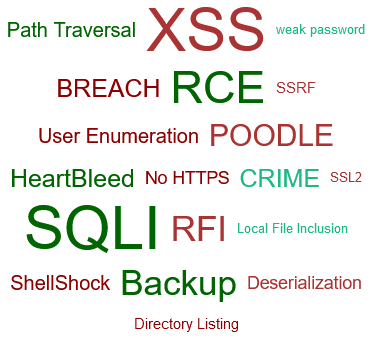 Path Traversal XSS weak password
BREACH RCE SSRF
User Enumeration POODLE
HeartBleed No HTTPS CRIME SSL2
SQLI RFI Local File Inclusion
ShellShock Backup Deserialization
Directory Listing